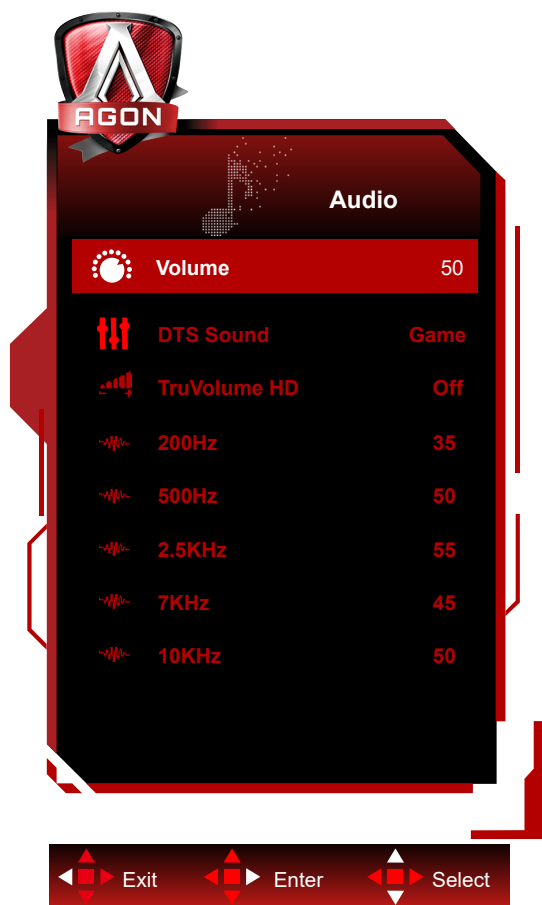 AGON
Audio
Volume 50
DTS Sound Game
TruVolume HD Off
200Hz 35
500Hz 50
2.5KHz 55
7KHz 45
10KHz 50
Exit Enter Select